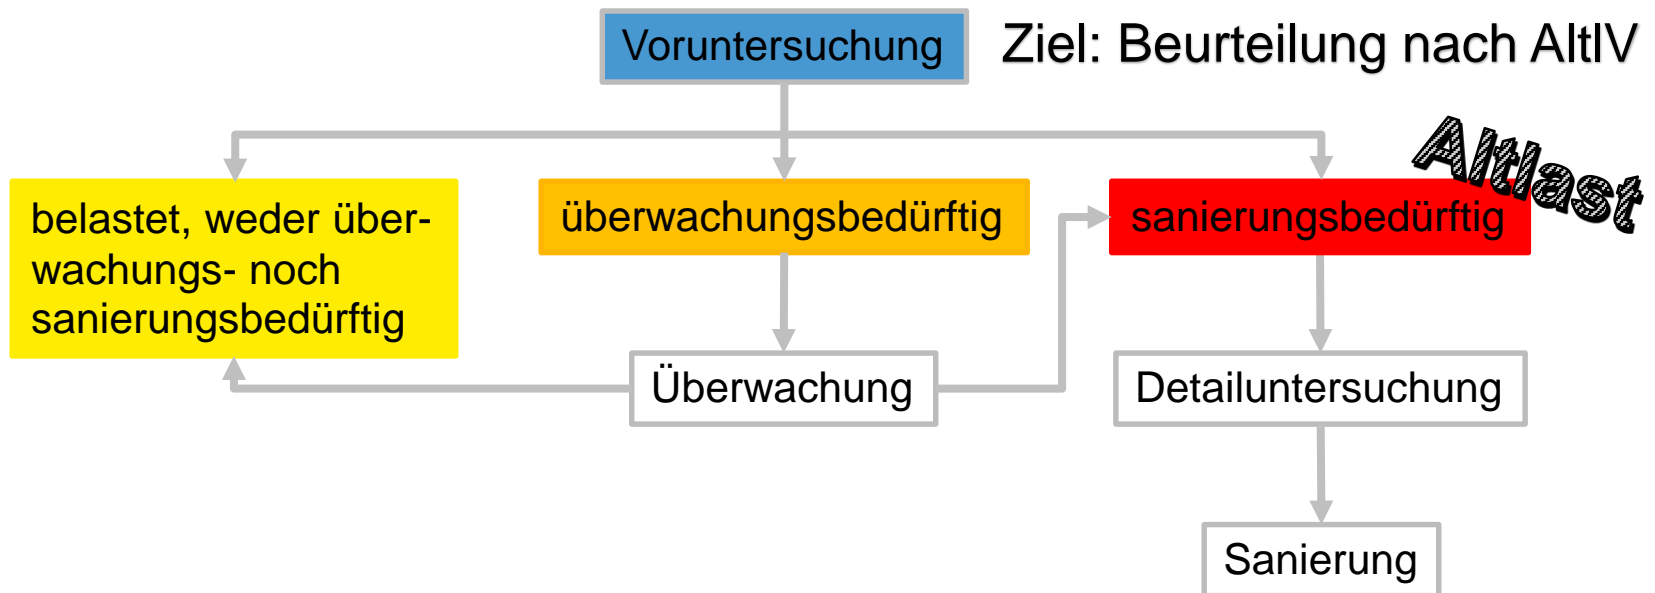 Voruntersuchung
Ziel: Beurteilung nach AltlV
Altlast
belastet, weder über-
wachungs- noch
sanierungsbedürftig
überwachungsbedürftig
sanierungsbedürftig
Überwachung
Detailuntersuchung
Sanierung